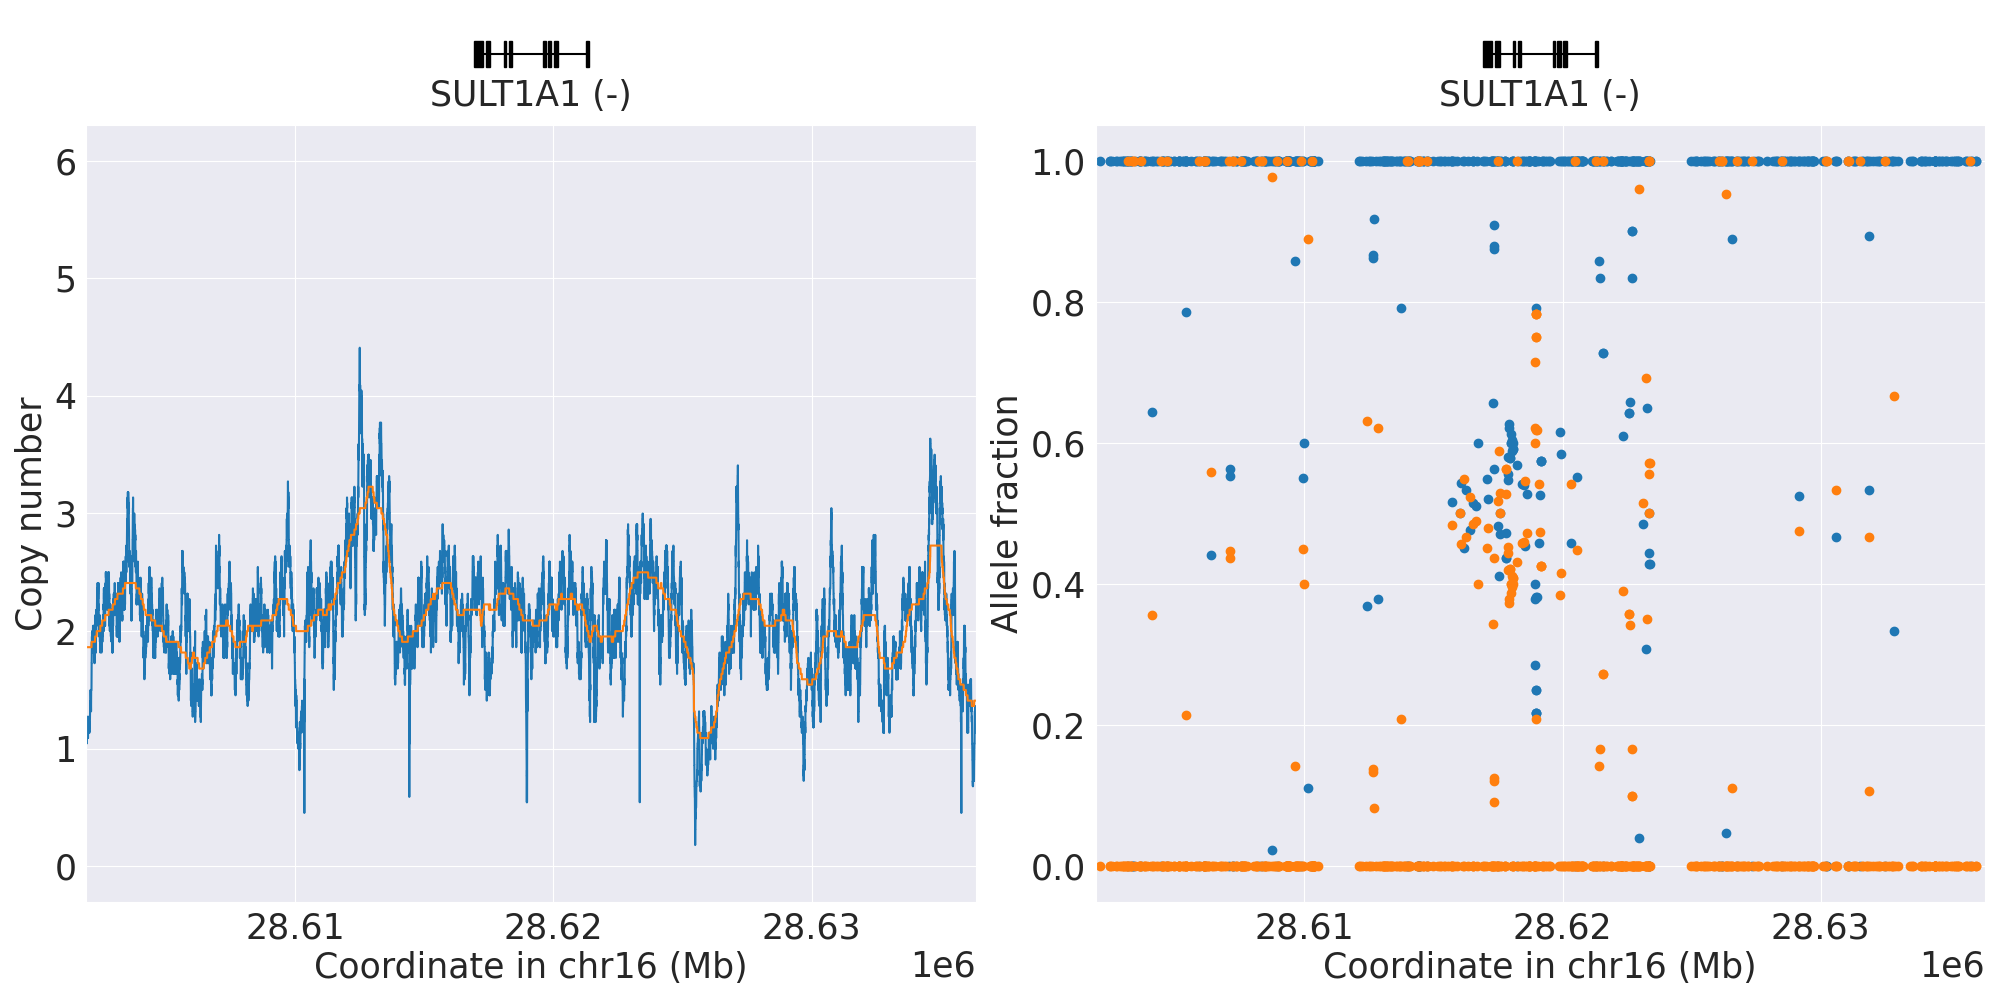 SULT1A1 (-)
6
5
4
3
2
1
0
Copy number
28.61
28.62
28.63
Coordinate in chr16 (Mb)
1e6
SULT1A1 (-)
1.0
0.8
0.6
0.4
0.2
0.0
Allele fraction
28.61
28.62
28.63
Coordinate in chr16 (Mb)
1e6